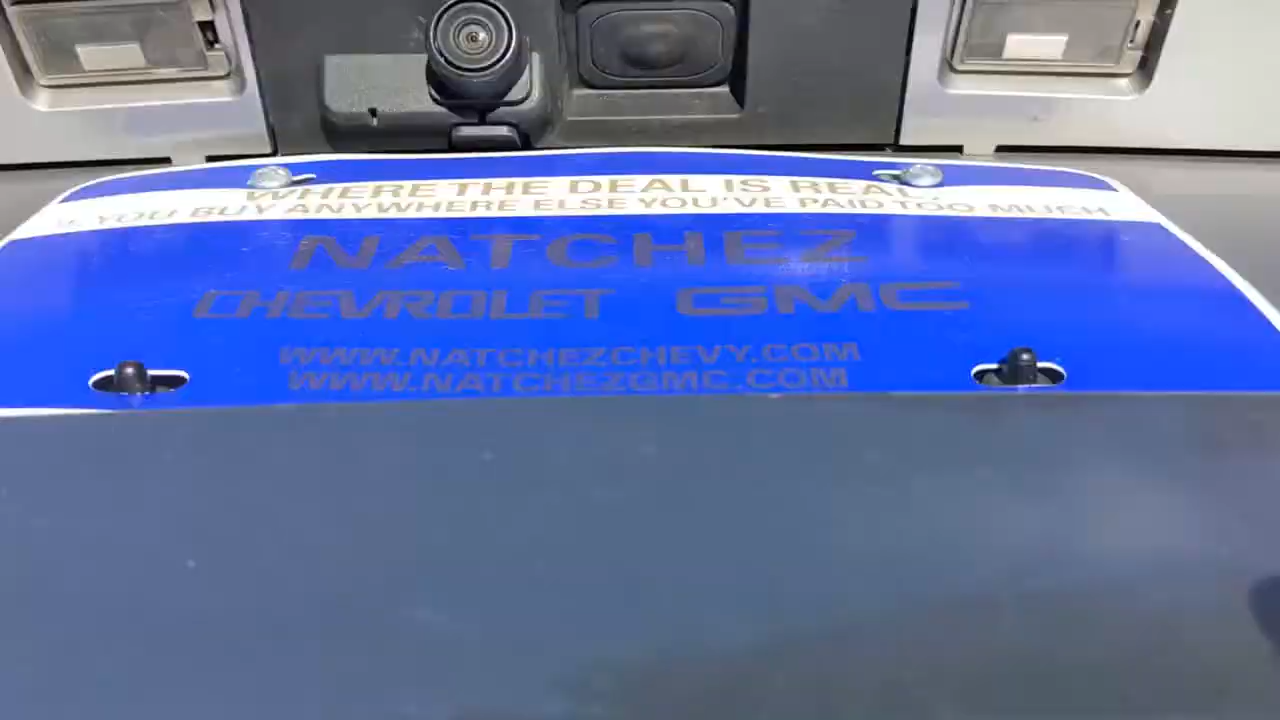 WHERE THE DEAL IS REAL,
IF YOU BUY ANYWHERE ELSE YOU'VE PAID TOO MUCH
NATCHEZ
CHEVROLET GMC
WWW.NATCHEZCHEVY.COM
WWW.NATCHEZGMC.COM